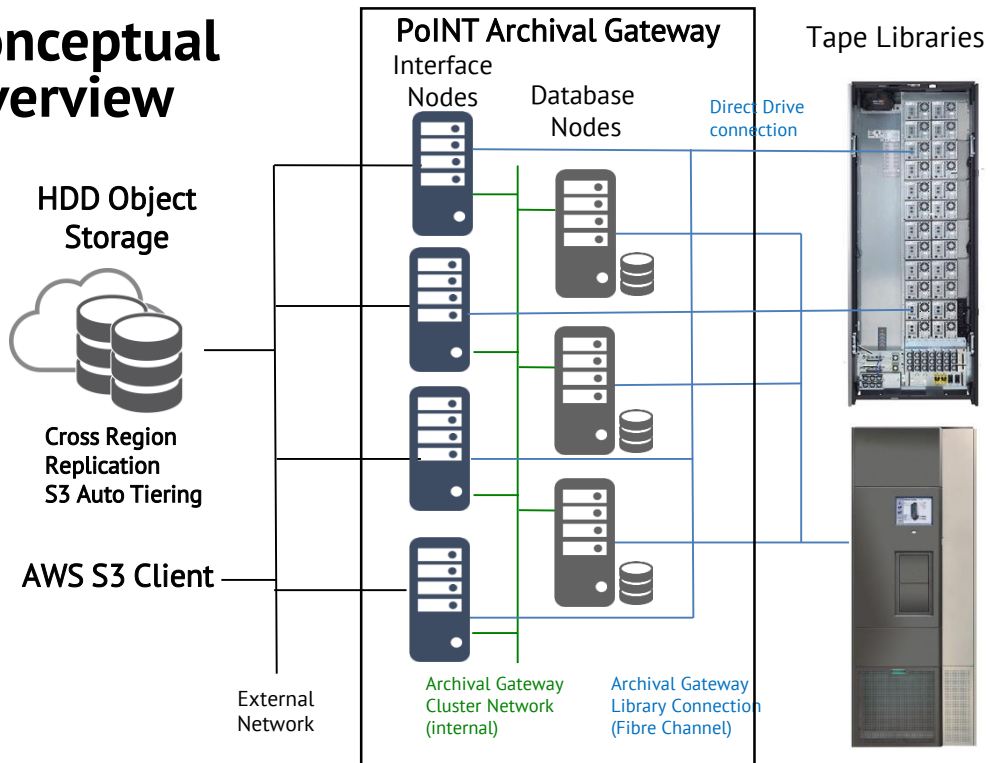 onceptual
verview
PoINT Archival Gateway
Interface
Nodes
Database
Nodes
Direct Drive
connection
Tape Libraries
HDD Object
Storage
Cross Region
Replication
S3 Auto Tiering
AWS S3 Client
External
Network
Archival Gateway
Cluster Network
(internal)
Archival Gateway
Library Connection
(Fibre Channel)